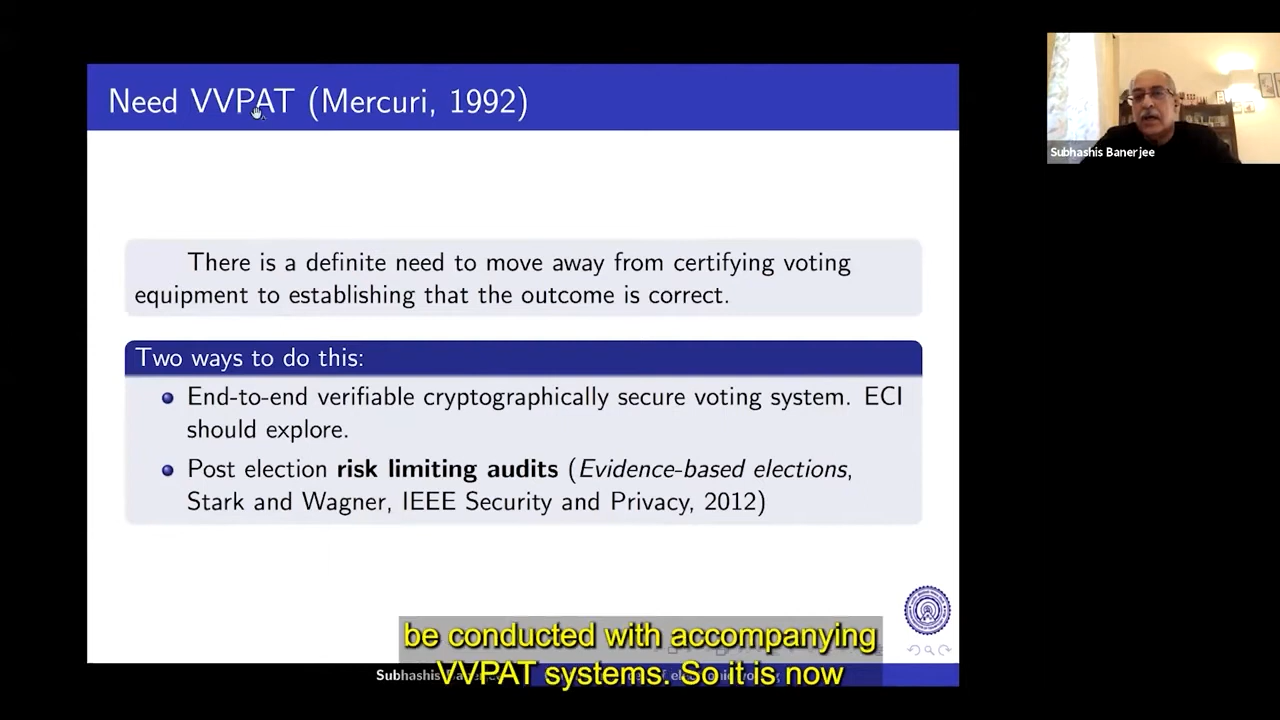 Need VVPAT (Mercuri, 1992)
Subhashis Banerjee
There is a definite need to move away from certifying voting
equipment to establishing that the outcome is correct.
Two ways to do this:
End-to-end verifiable cryptographically secure voting system. ECI
should explore.
Post election risk limiting audits (Evidence-based elections,
Stark and Wagner, IEEE Security and Privacy, 2012)
be conducted with accompanying
VVPAT systems. So it is now